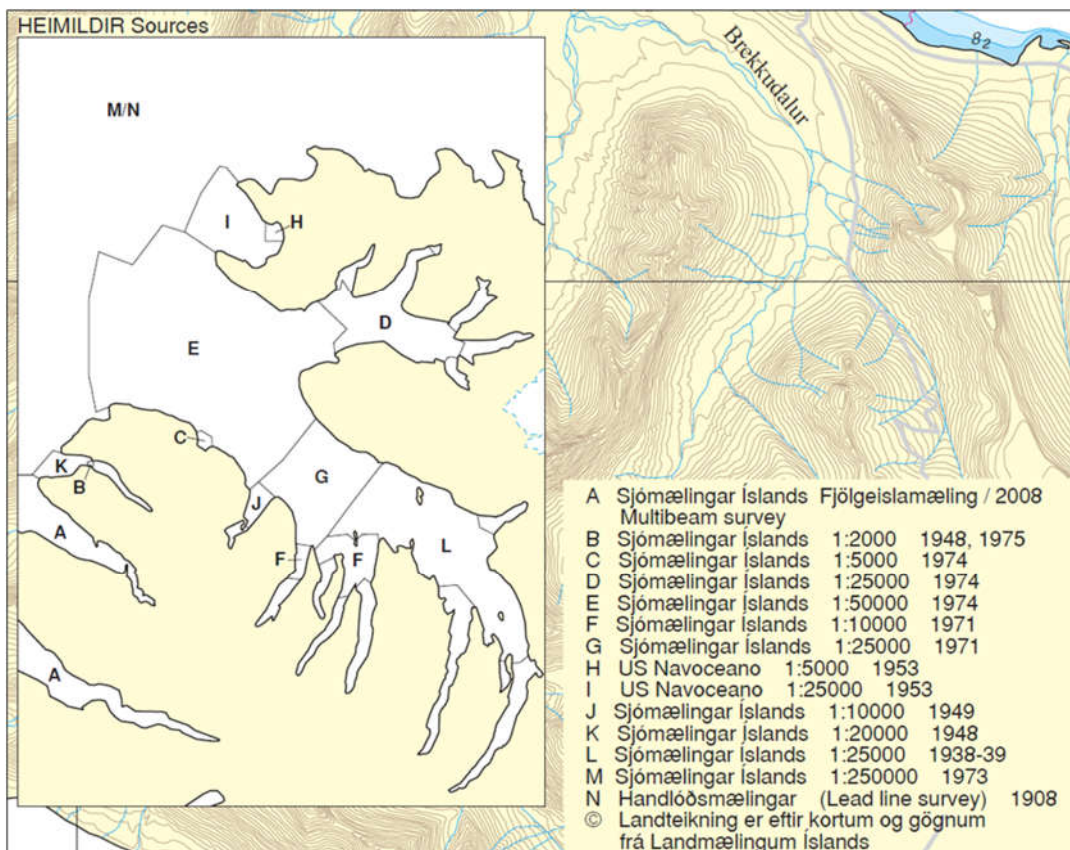 HEIMILDIR Sources
M/N
Brekkudalur
8₂
I
H
D
E
C
K
B
G
J
A
F
F
L
A
A Sjómælingar Íslands Fjölgeislamæling / 2008
Multibeam survey
B Sjómælingar Íslands 1:2000 1948, 1975
C Sjómælingar Íslands 1:5000 1974
D Sjómælingar Íslands 1:25000 1974
E Sjómælingar Íslands 1:50000 1974
F Sjómælingar Íslands 1:10000 1971
G Sjómælingar Íslands 1:25000 1971
H US Navoceano 1:5000 1953
I US Navoceano 1:25000 1953
J Sjómælingar Íslands 1:10000 1949
K Sjómælingar Íslands 1:20000 1948
L Sjómælingar Íslands 1:25000 1938-39
M Sjómælingar Íslands 1:250000 1973
N Handlóðsmælingar (Lead line survey) 1908
© Landteikning er eftir kortum og gögnum
frá Landmælingum Íslands